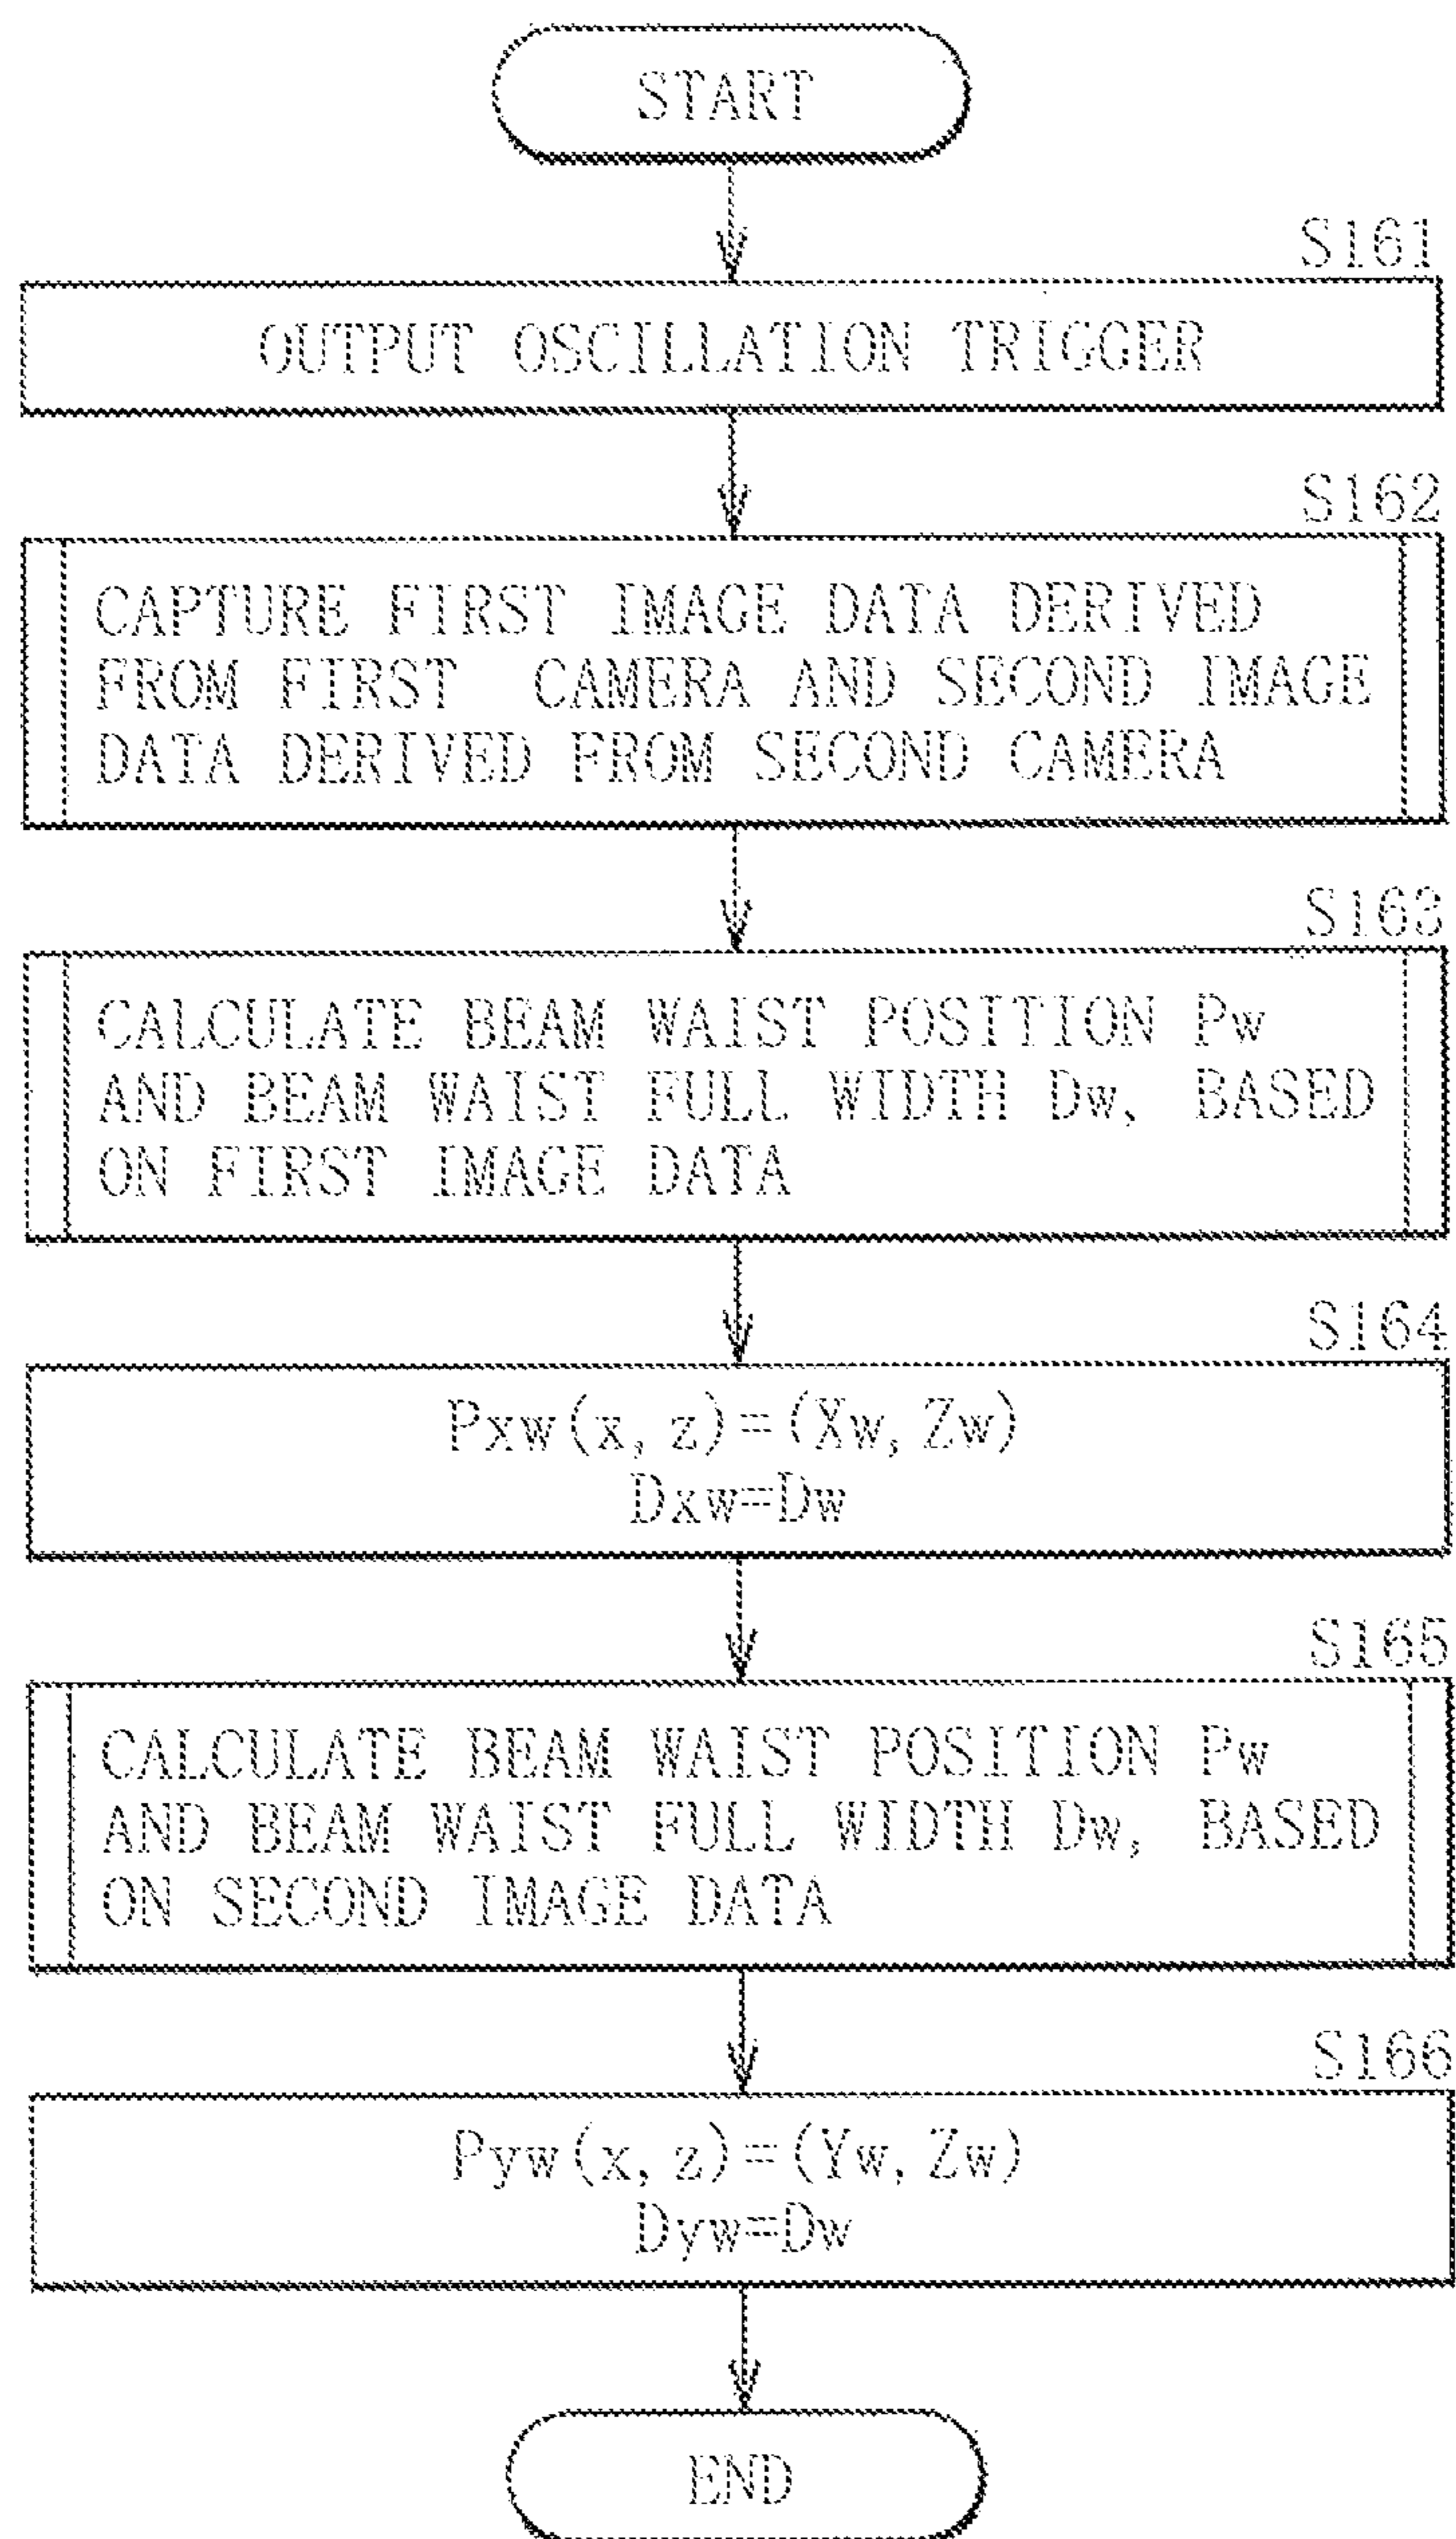 START
S161
OUTPUT OSCILLATION TRIGGER
S162
CAPTURE FIRST IMAGE DATA DERIVED
FROM FIRST CAMERA AND SECOND IMAGE
DATA DERIVED FROM SECOND CAMERA
S163
CALCULATE BEAM WAIST POSITION Pw
AND BEAM WAIST FULL WIDTH Dw, BASED
ON FIRST IMAGE DATA
S164
Pxw(x, z)=(Xw, Zw)
Dxw=Dw
S165
CALCULATE BEAM WAIST POSITION Pw
AND BEAM WAIST FULL WIDTH Dw, BASED
ON SECOND IMAGE DATA
S166
Pyw(x, z)=(Yw, Zw)
Dyw=Dw
END